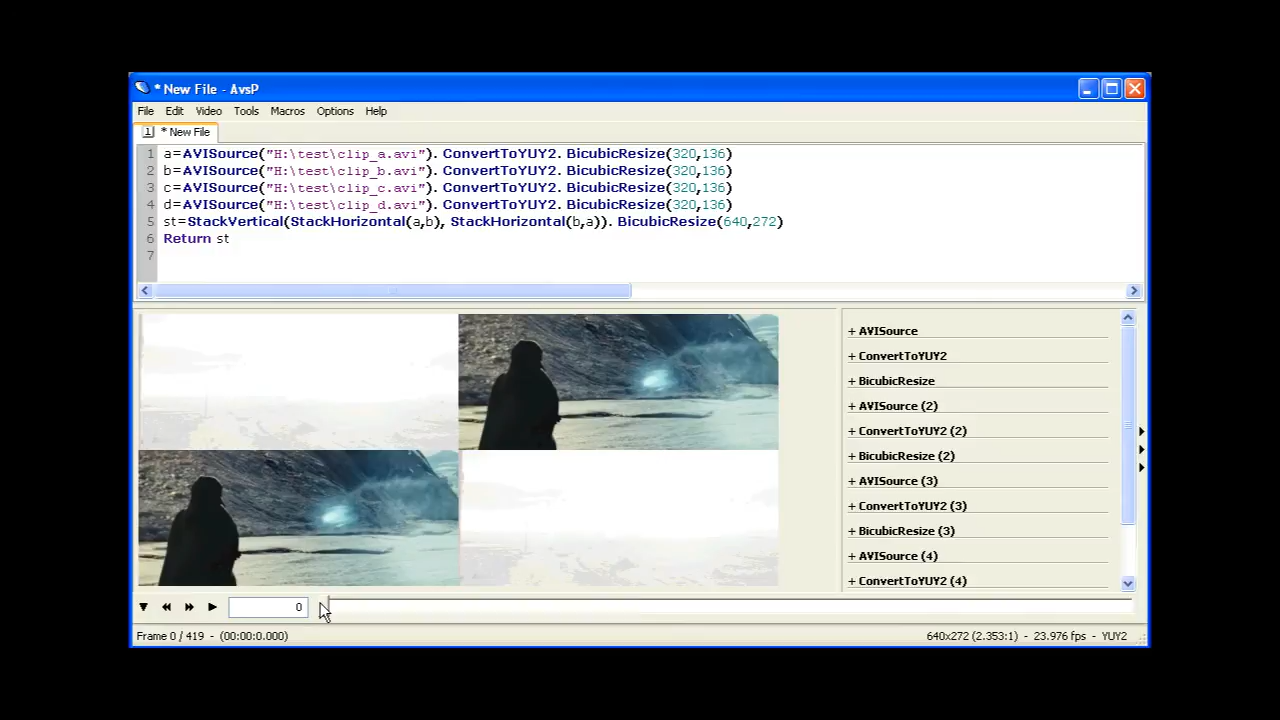 * New File - AvsP
File Edit Video Tools Macros Options Help
1 * New File
1 a=AVISource("H:\test\clip_a.avi"). ConvertToYUY2. BicubicResize(320,136)
2 b=AVISource("H:\test\clip_b.avi"). ConvertToYUY2. BicubicResize(320,136)
3 c=AVISource("H:\test\clip_c.avi"). ConvertToYUY2. BicubicResize(320,136)
4 d=AVISource("H:\test\clip_d.avi"). ConvertToYUY2. BicubicResize(320,136)
5 st=StackVertical(StackHorizontal(a,b), StackHorizontal(b,a)). BicubicResize(640,272)
6 Return st
7
+ AVISource
+ ConvertToYUY2
+ BicubicResize
+ AVISource (2)
+ ConvertToYUY2 (2)
+ BicubicResize (2)
+ AVISource (3)
+ ConvertToYUY2 (3)
+ BicubicResize (3)
+ AVISource (4)
+ ConvertToYUY2 (4)
0
Frame 0 / 419 - (00:00:0.000)
640x272 (2.353:1) - 23.976 fps - YUY2